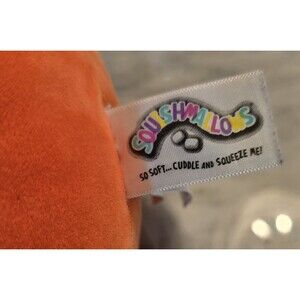 SQUISHMALLOWS
SO SOFT... CUDDLE AND SQUEEZE ME!